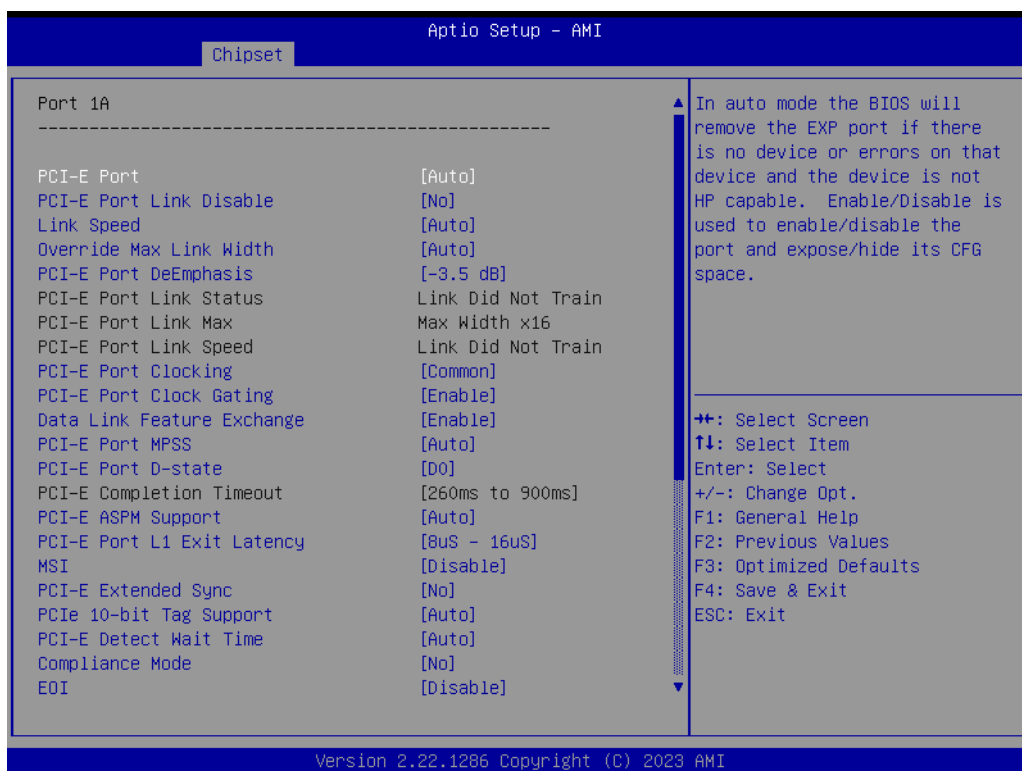 Aptio Setup – AMI
Chipset
Port 1A
--------------------------------------------------
PCI-E Port [Auto]
PCI-E Port Link Disable [No]
Link Speed [Auto]
Override Max Link Width [Auto]
PCI-E Port DeEmphasis [-3.5 dB]
PCI-E Port Link Status Link Did Not Train
PCI-E Port Link Max Max Width x16
PCI-E Port Link Speed Link Did Not Train
PCI-E Port Clocking [Common]
PCI-E Port Clock Gating [Enable]
Data Link Feature Exchange [Enable]
PCI-E Port MPSS [Auto]
PCI-E Port D-state [D0]
PCI-E Completion Timeout [260ms to 900ms]
PCI-E ASPM Support [Auto]
PCI-E Port L1 Exit Latency [8uS - 16uS]
MSI [Disable]
PCI-E Extended Sync [No]
PCIe 10-bit Tag Support [Auto]
PCI-E Detect Wait Time [Auto]
Compliance Mode [No]
EOI [Disable]
In auto mode the BIOS will
remove the EXP port if there
is no device or errors on that
device and the device is not
HP capable.  Enable/Disable is
used to enable/disable the
port and expose/hide its CFG
space.
→←: Select Screen
↑↓: Select Item
Enter: Select
+/-: Change Opt.
F1: General Help
F2: Previous Values
F3: Optimized Defaults
F4: Save & Exit
ESC: Exit
Version 2.22.1286 Copyright (C) 2023 AMI